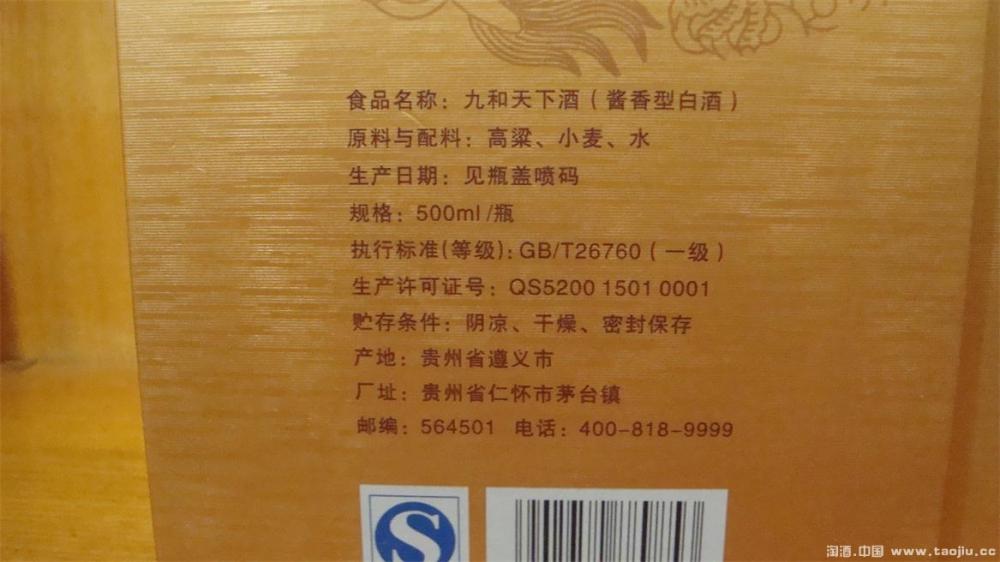 食品名称：九和天下酒（酱香型白酒）
原料与配料：高粱、小麦、水
生产日期：见瓶盖喷码
规格：500ml/瓶
执行标准(等级)：GB/T26760（一级）
生产许可证号：QS5200 1501 0001
贮存条件：阴凉、干燥、密封保存
产地：贵州省遵义市
厂址：贵州省仁怀市茅台镇
邮编：564501 电话：400-818-9999
淘酒.中国 www.taojiu.cc